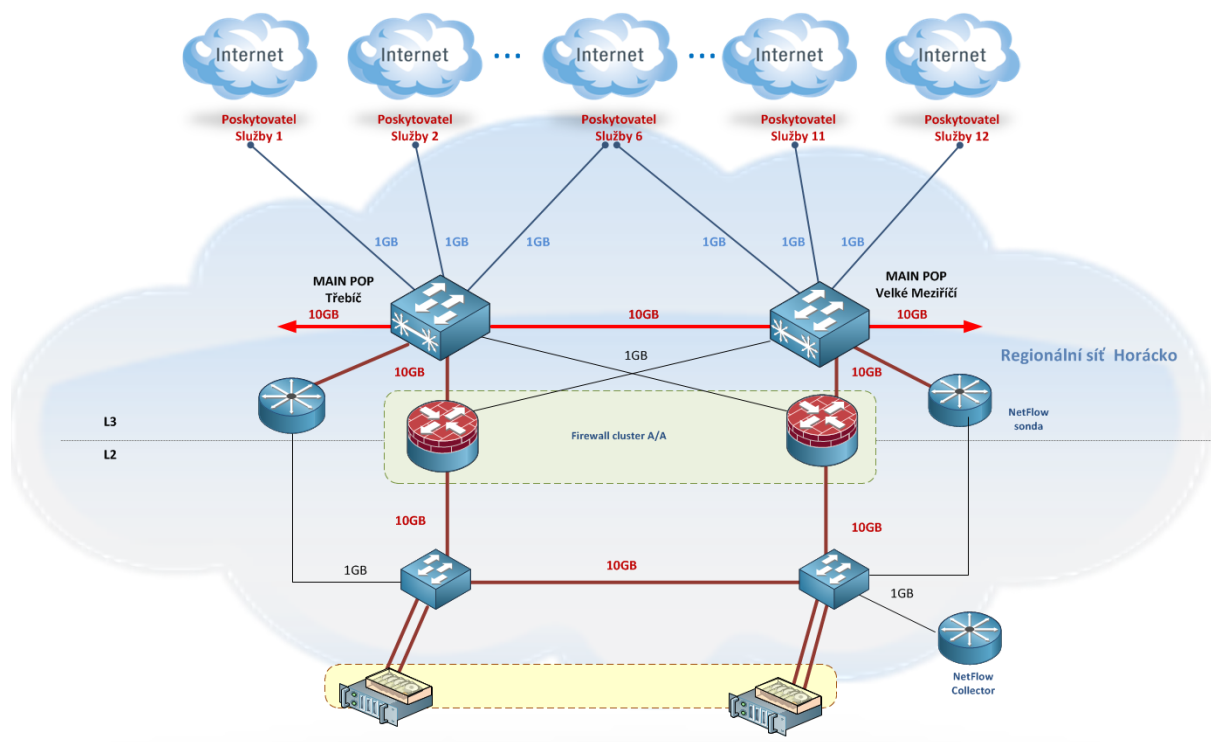 Internet
Internet
...
Internet
...
Internet
Internet
Poskytovatel
Služby 1
Poskytovatel
Služby 2
Poskytovatel
Služby 6
Poskytovatel
Služby 11
Poskytovatel
Služby 12
1GB
1GB
1GB
1GB
1GB
1GB
MAIN POP
Třebíč
MAIN POP
Velké Meziříčí
10GB
10GB
10GB
Regionální síť Horácko
1GB
10GB
10GB
NetFlow
sonda
L3
Firewall cluster A/A
L2
10GB
10GB
1GB
10GB
1GB
NetFlow
Collector